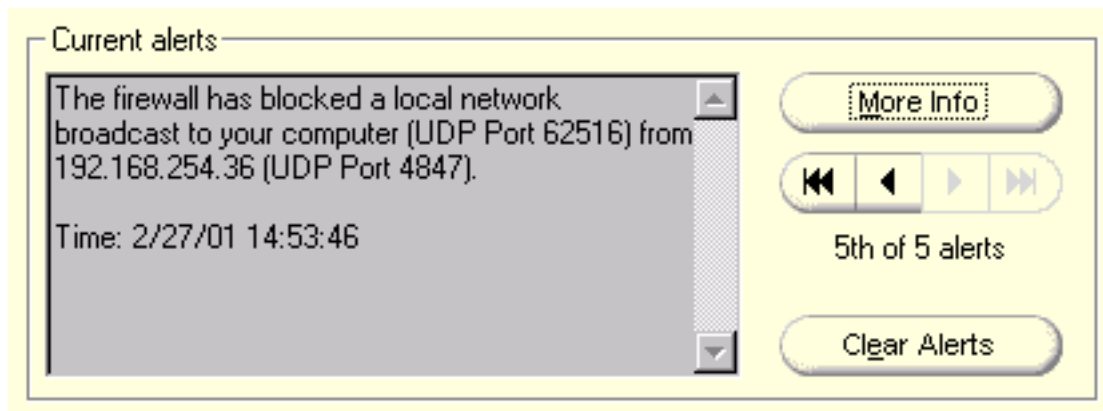 Current alerts
The firewall has blocked a local network
broadcast to your computer (UDP Port 62516) from
192.168.254.36 (UDP Port 4847).
Time: 2/27/01 14:53:46
More Info
5th of 5 alerts
Clear Alerts